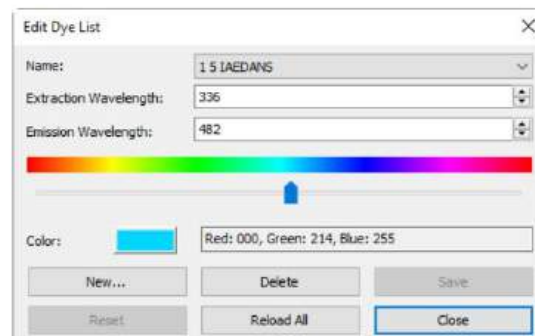 Edit Dye List
Name: 1 5 IAEDANS
Extraction Wavelength: 336
Emission Wavelength: 482
Color: Red: 000, Green: 214, Blue: 255
New... Delete Save
Reset Reload All Close